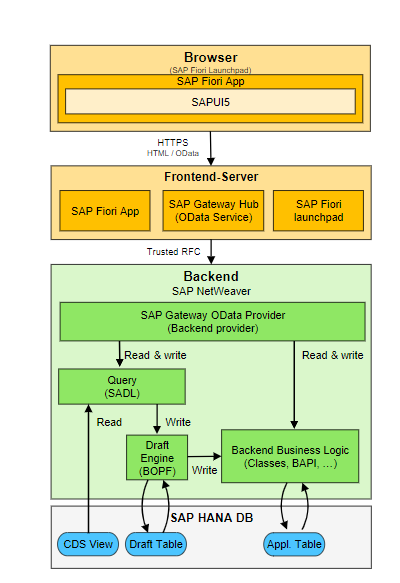 Browser
(SAP Fiori Launchpad)
SAP Fiori App
SAPUI5
HTTPS
HTML / OData
Frontend-Server
SAP Fiori App
SAP Gateway Hub
(OData Service)
SAP Fiori
launchpad
Trusted RFC
Backend
SAP NetWeaver
SAP Gateway OData Provider
(Backend provider)
Read & write
Read & write
Query
(SADL)
Read
Write
Draft
Engine
(BOPF)
Write
Backend Business Logic
(Classes, BAPI, …)
SAP HANA DB
CDS View
Draft Table
Appl. Table